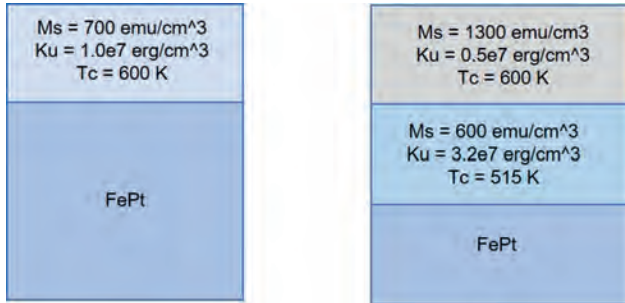 Ms = 700 emu/cm^3
Ku = 1.0e7 erg/cm^3
Tc = 600 K
FePt
Ms = 1300 emu/cm3
Ku = 0.5e7 erg/cm^3
Tc = 600 K
Ms = 600 emu/cm^3
Ku = 3.2e7 erg/cm^3
Tc = 515 K
FePt